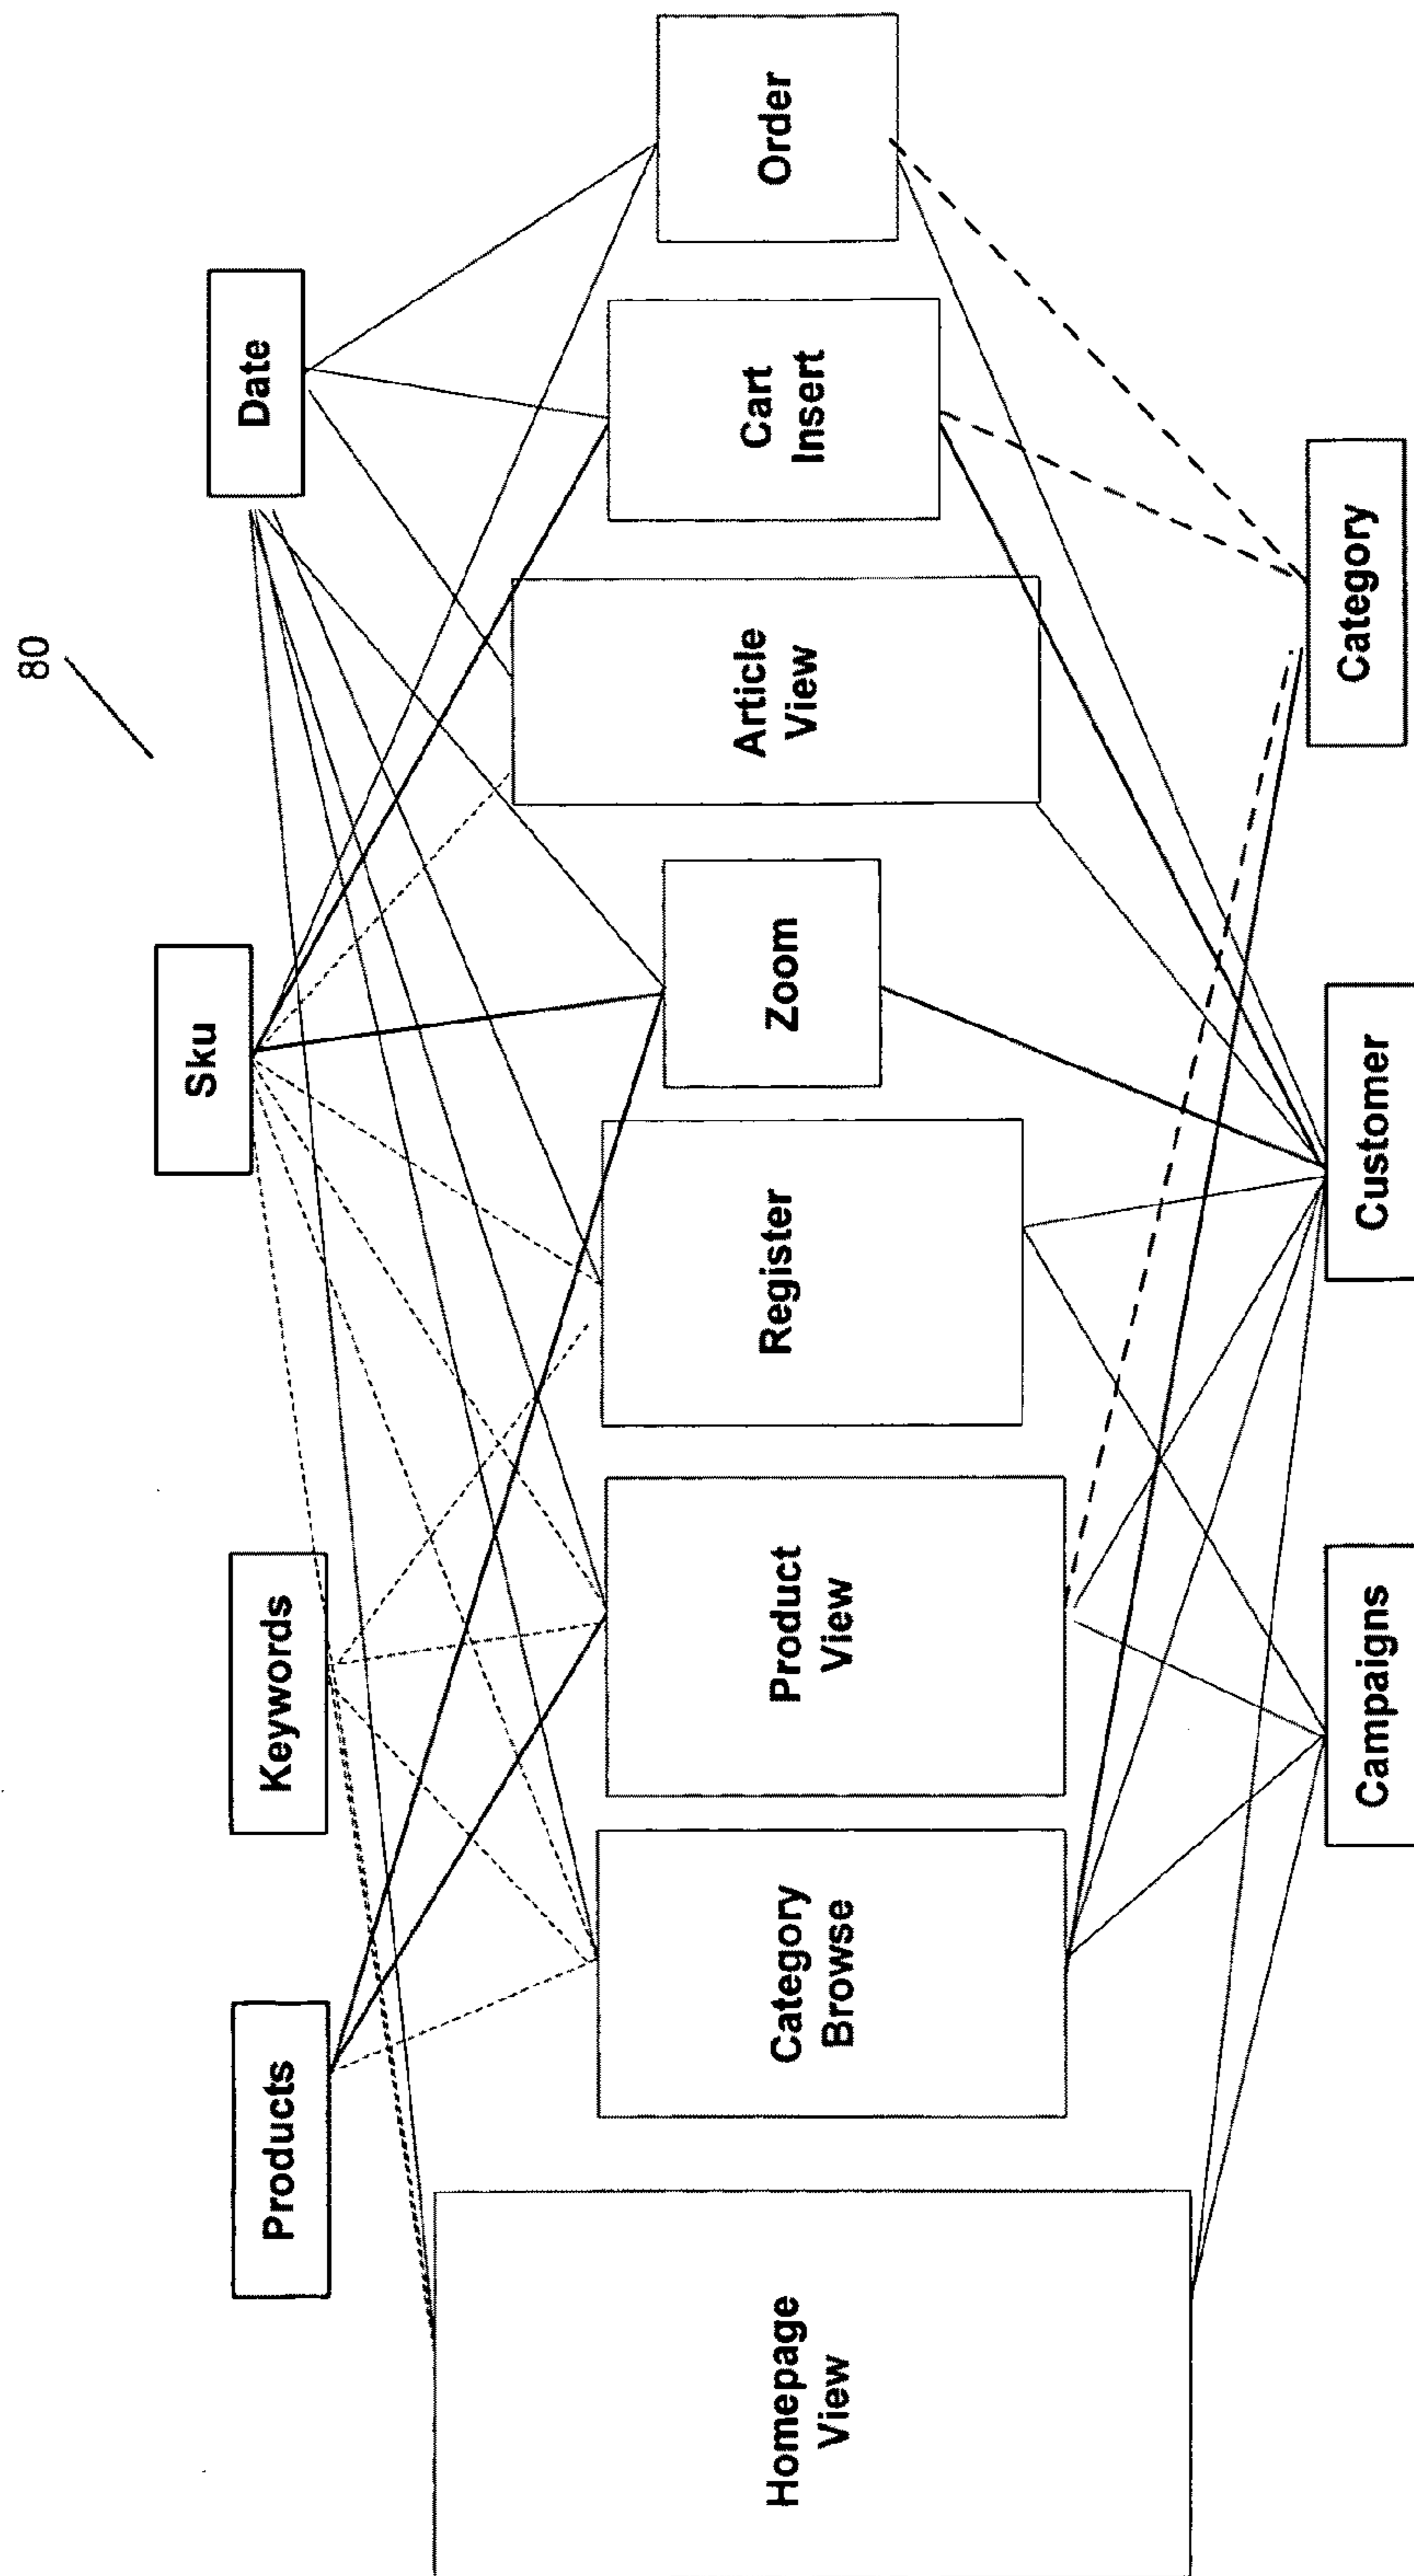 80
Products
Keywords
Sku
Date
Homepage
View
Category
Browse
Product
View
Register
Zoom
Article
View
Cart
Insert
Order
Campaigns
Customer
Category